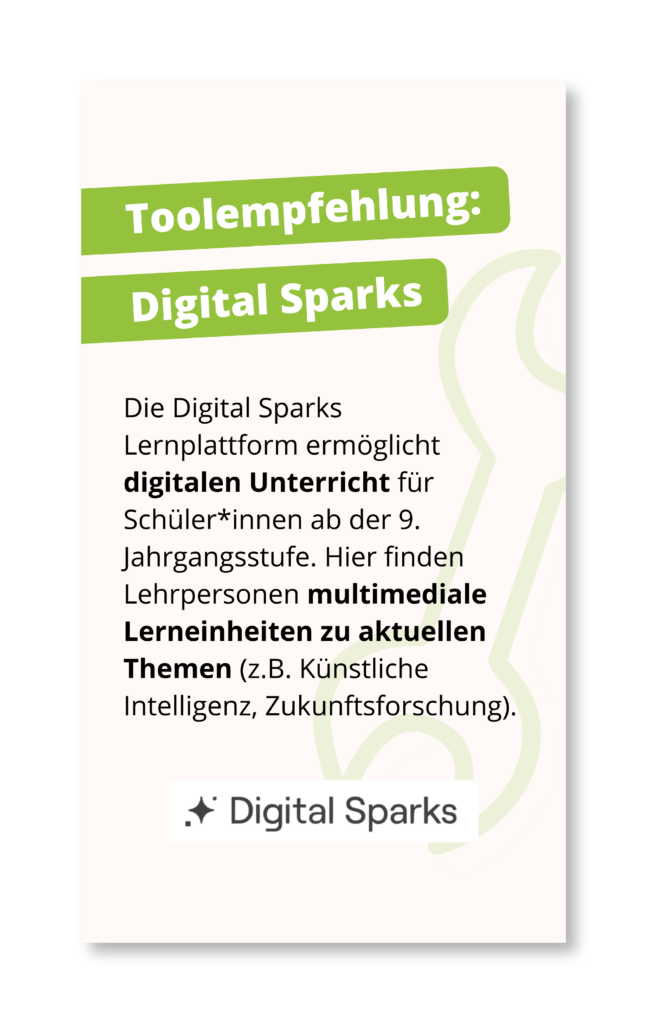 Toolempfehlung:
Digital Sparks
Die Digital Sparks
Lernplattform ermöglicht
digitalen Unterricht für
Schüler*innen ab der 9.
Jahrgangsstufe. Hier finden
Lehrpersonen multimediale
Lerneinheiten zu aktuellen
Themen (z.B. Künstliche
Intelligenz, Zukunftsforschung).
Digital Sparks